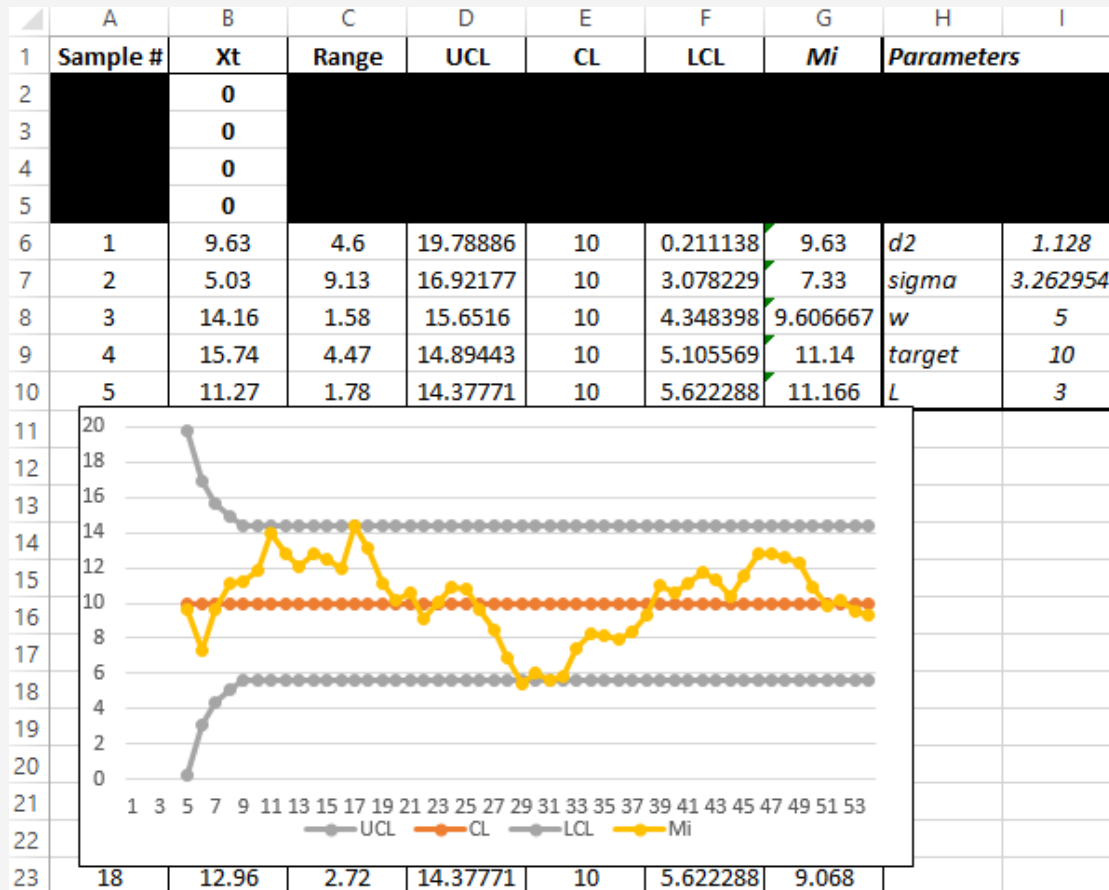 A B C D E F G H I
1 Sample # Xt Range UCL CL LCL Mi Parameters
2 0
3 0
4 0
5 0
6 1 9.63 4.6 19.78886 10 0.211138 9.63 d2 1.128
7 2 5.03 9.13 16.92177 10 3.078229 7.33 sigma 3.262954
8 3 14.16 1.58 15.6516 10 4.348398 9.606667 w 5
9 4 15.74 4.47 14.89443 10 5.105569 11.14 target 10
10 5 11.27 1.78 14.37771 10 5.622288 11.166 L 3
11
12
13
14
15
16
17
18
19
20
21
22
20
18
16
14
12
10
8
6
4
2
0
1 3 5 7 9 11 13 15 17 19 21 23 25 27 29 31 33 35 37 39 41 43 45 47 49 51 53
UCL CL LCL Mi
23 18 12.96 2.72 14.37771 10 5.622288 9.068